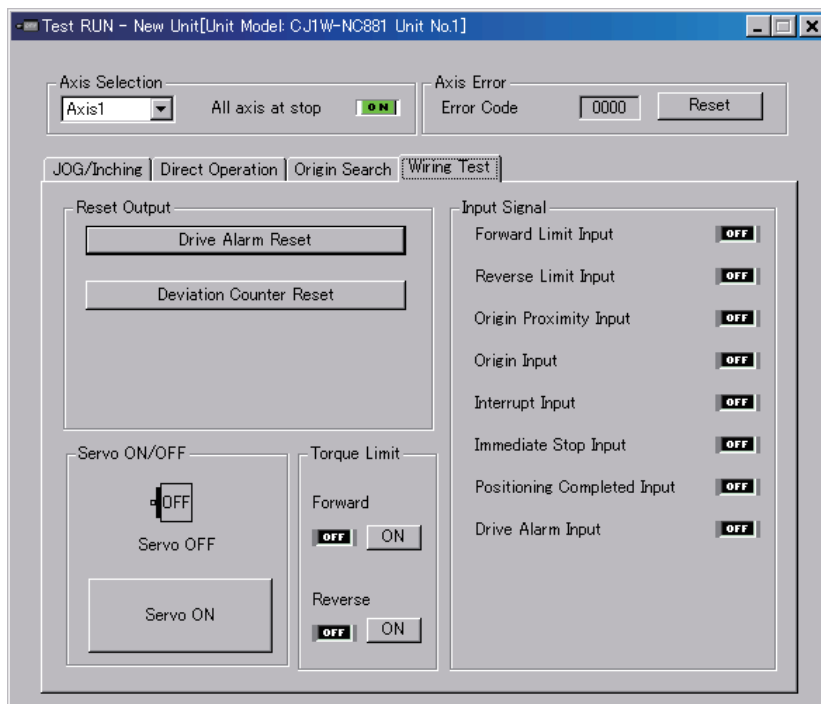 Test RUN - New Unit[Unit Model: CJ1W-NC881 Unit No.1]
Axis Selection
Axis1
All axis at stop
ON
Axis Error
Error Code
0000
Reset
JOG/Inching
Direct Operation
Origin Search
Wiring Test
Reset Output
Drive Alarm Reset
Deviation Counter Reset
Servo ON/OFF
OFF
Servo OFF
Servo ON
Torque Limit
Forward
OFF
ON
Reverse
OFF
ON
Input Signal
Forward Limit Input OFF
Reverse Limit Input OFF
Origin Proximity Input OFF
Origin Input OFF
Interrupt Input OFF
Immediate Stop Input OFF
Positioning Completed Input OFF
Drive Alarm Input OFF